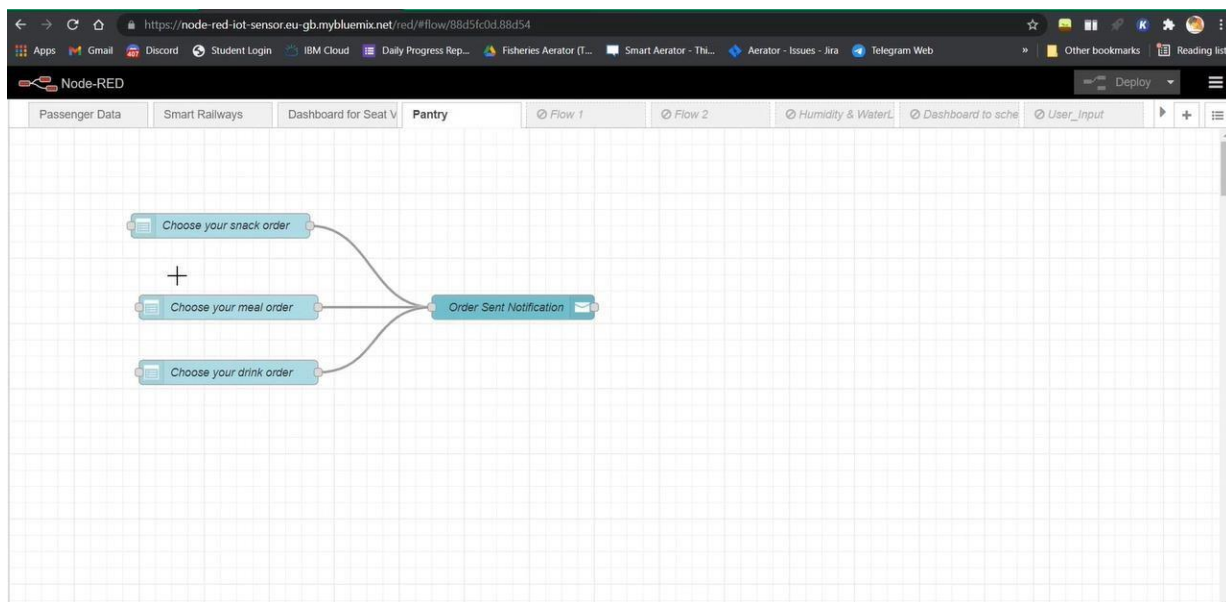 https://node-red-iot-sensor.eu-gb.mybluemix.net/red/#flow/88d5fc0d.88d54
Apps Gmail Discord Student Login IBM Cloud Daily Progress Rep... Fisheries Aerator (T... Smart Aerator - Thi... Aerator - Issues - Jira Telegram Web » Other bookmarks Reading list
Node-RED Deploy
Passenger Data Smart Railways Dashboard for Seat V Pantry Flow 1 Flow 2 Humidity & WaterL Dashboard to sche User_Input
Choose your snack order
Choose your meal order Order Sent Notification
Choose your drink order